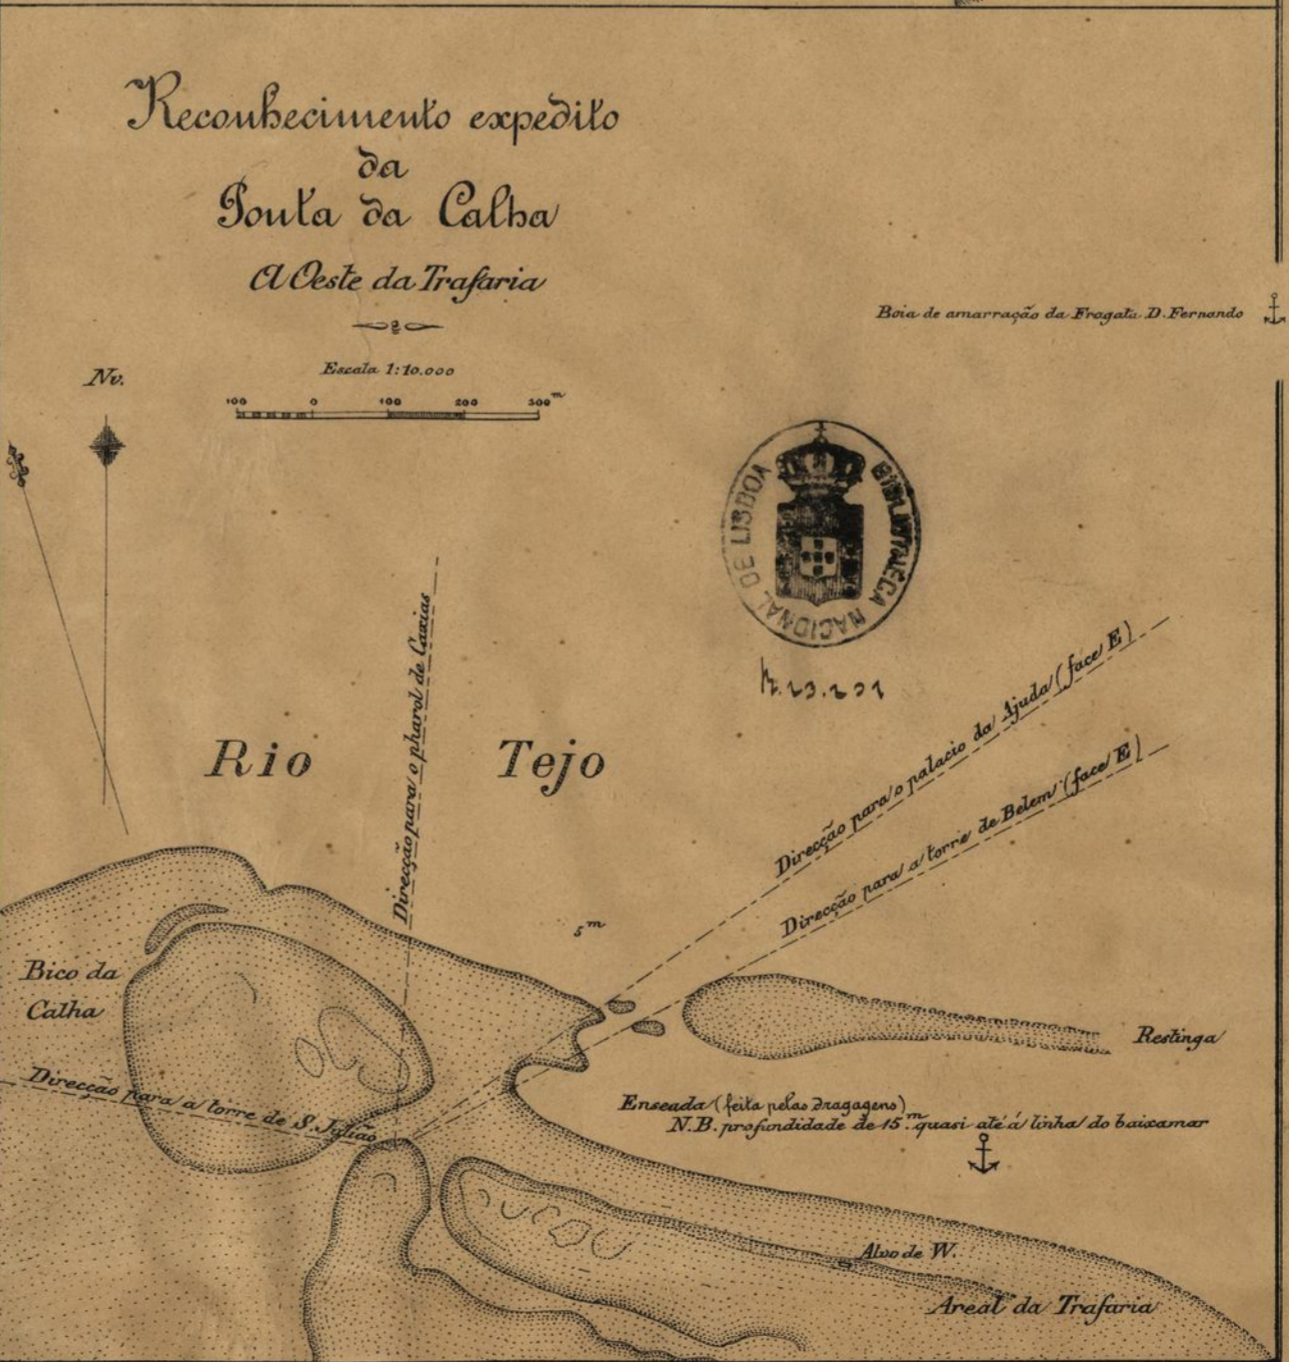 Reconhecimento expedito
da
Ponta da Calha
A Oeste da Trafaria
Escala 1:10.000
100 0 100 200 300m
Nv.
Boia de amarração da Fragata D. Fernando
BIBLIOTHECA NACIONAL DE LISBOA
Rio Tejo
Direcção para o pharol de Caxias
Direcção para o palacio da Ajuda (face E)
Direcção para a torre de Belem (face E)
5m
Bico da
Calha
Restinga
Direcção para a torre de S. Julião
Enseada (feita pelas dragagens)
N.B. profundidade de 15m. quasi até á linha do baixamar
Alvo de W.
Areal da Trafaria